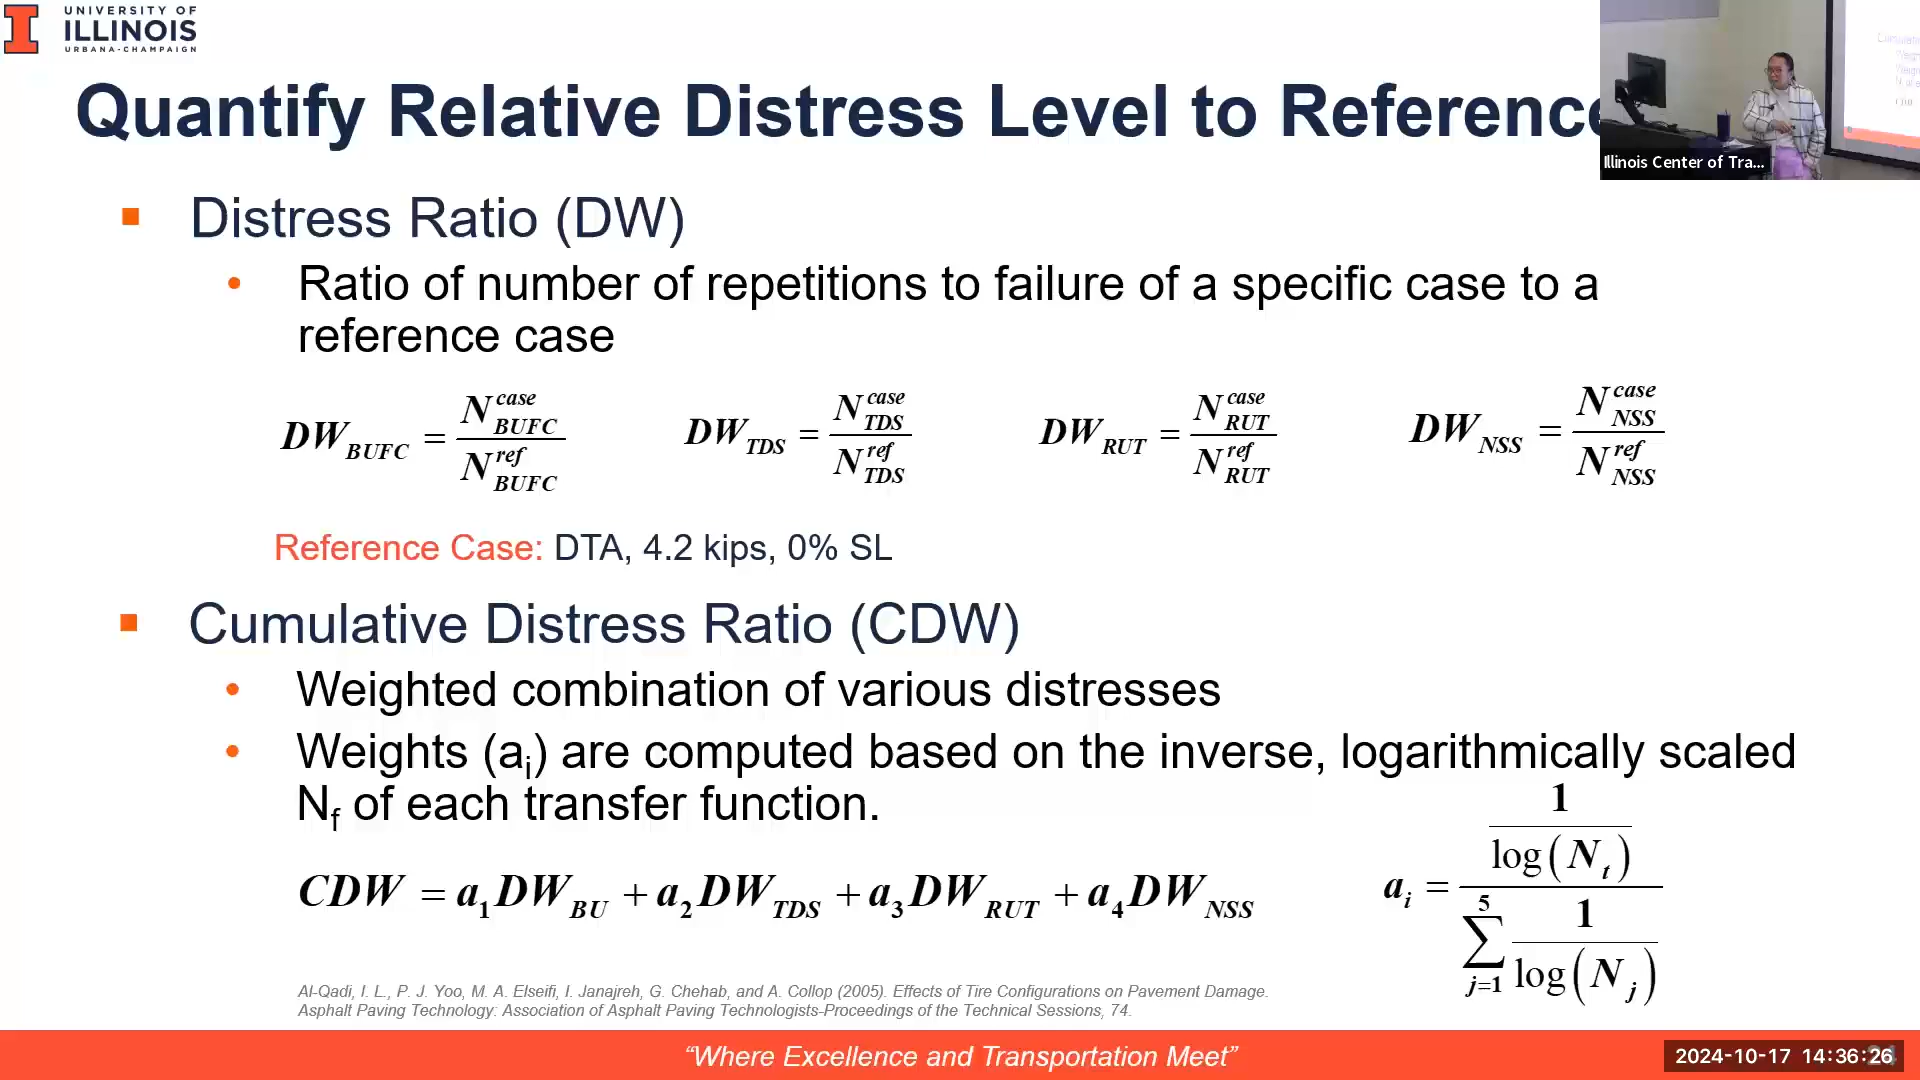 UNIVERSITY OF
ILLINOIS
URBANA-CHAMPAIGN
Quantify Relative Distress Level to Reference
Illinois Center of Tra...
Distress Ratio (DW)
Ratio of number of repetitions to failure of a specific case to a
reference case
DW_BUFC = N_BUFC^case / N_BUFC^ref
DW_TDS = N_TDS^case / N_TDS^ref
DW_RUT = N_RUT^case / N_RUT^ref
DW_NSS = N_NSS^case / N_NSS^ref
Reference Case: DTA, 4.2 kips, 0% SL
Cumulative Distress Ratio (CDW)
Weighted combination of various distresses
Weights (a_i) are computed based on the inverse, logarithmically scaled
N_f of each transfer function.
CDW = a_1 DW_BU + a_2 DW_TDS + a_3 DW_RUT + a_4 DW_NSS
a_i = (1 / log(N_t)) / (∑_{j=1}^{5} 1 / log(N_j))
Al-Qadi, I. L., P. J. Yoo, M. A. Elseifi, I. Janajreh, G. Chehab, and A. Collop (2005). Effects of Tire Configurations on Pavement Damage.
Asphalt Paving Technology: Association of Asphalt Paving Technologists-Proceedings of the Technical Sessions, 74.
“Where Excellence and Transportation Meet”
2024-10-17 14:36:26